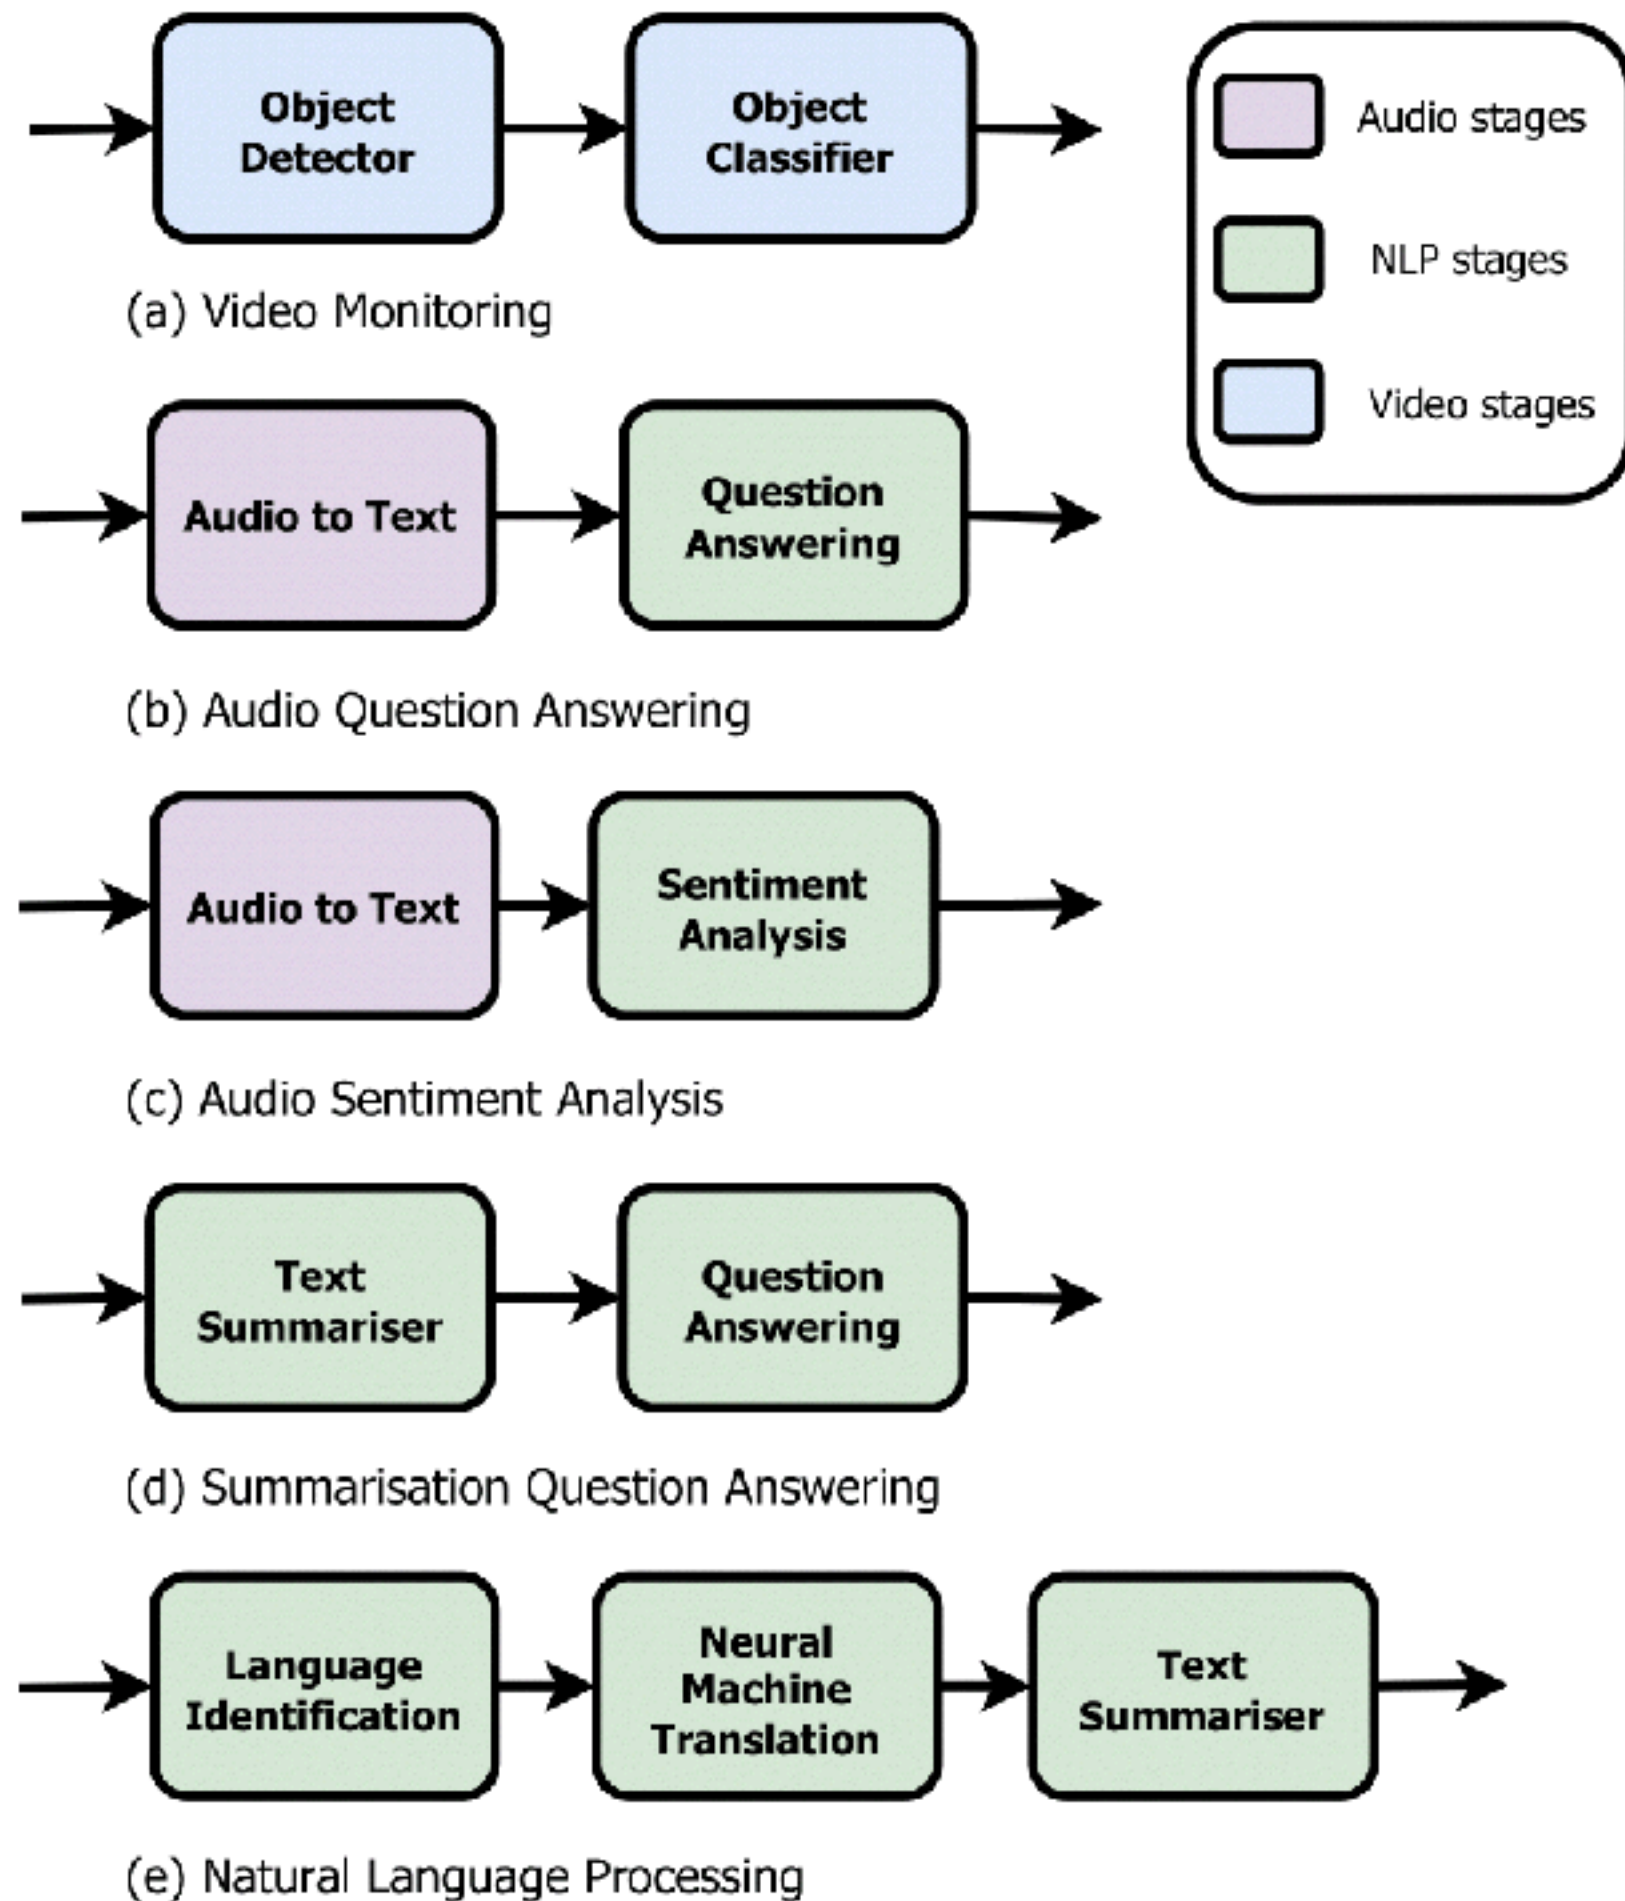 Object
Detector
Object
Classifier
(a) Video Monitoring
Audio stages
NLP stages
Video stages
Audio to Text
Question
Answering
(b) Audio Question Answering
Audio to Text
Sentiment
Analysis
(c) Audio Sentiment Analysis
Text
Summariser
Question
Answering
(d) Summarisation Question Answering
Language
Identification
Neural
Machine
Translation
Text
Summariser
(e) Natural Language Processing